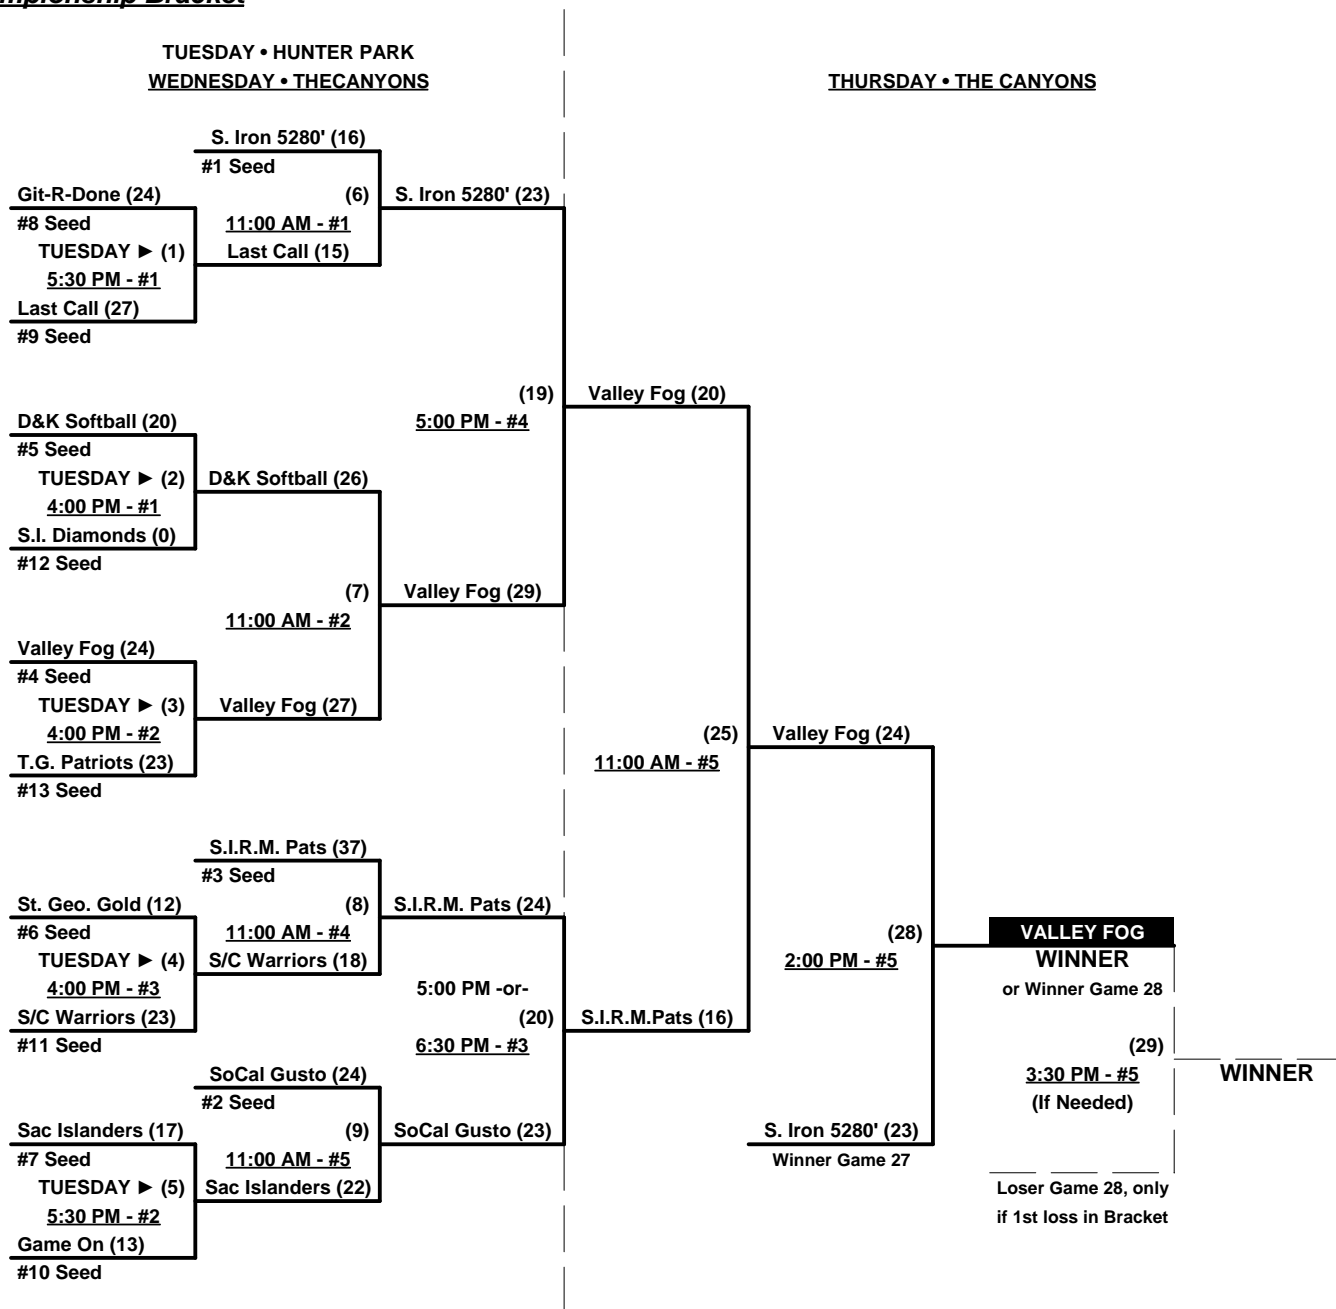 mpionship Bracket
TUESDAY • HUNTER PARK
WEDNESDAY • THECANYONS
THURSDAY • THE CANYONS
S. Iron 5280' (16)
#1 Seed
Git-R-Done (24)
(6)
S. Iron 5280' (23)
#8 Seed
11:00 AM - #1
TUESDAY ► (1)
Last Call (15)
5:30 PM - #1
Last Call (27)
#9 Seed
(19)
Valley Fog (20)
D&K Softball (20)
5:00 PM - #4
#5 Seed
TUESDAY ► (2)
D&K Softball (26)
4:00 PM - #1
S.I. Diamonds (0)
#12 Seed
(7)
Valley Fog (29)
11:00 AM - #2
Valley Fog (24)
#4 Seed
TUESDAY ► (3)
Valley Fog (27)
4:00 PM - #2
(25)
Valley Fog (24)
T.G. Patriots (23)
11:00 AM - #5
#13 Seed
S.I.R.M. Pats (37)
#3 Seed
St. Geo. Gold (12)
(8)
S.I.R.M. Pats (24)
#6 Seed
11:00 AM - #4
(28)
VALLEY FOG
TUESDAY ► (4)
S/C Warriors (18)
2:00 PM - #5
WINNER
4:00 PM - #3
5:00 PM -or-
or Winner Game 28
S/C Warriors (23)
(20)
S.I.R.M.Pats (16)
#11 Seed
6:30 PM - #3
(29)
SoCal Gusto (24)
3:30 PM - #5
WINNER
#2 Seed
(If Needed)
Sac Islanders (17)
(9)
SoCal Gusto (23)
S. Iron 5280' (23)
#7 Seed
11:00 AM - #5
Winner Game 27
TUESDAY ► (5)
Sac Islanders (22)
Loser Game 28, only
5:30 PM - #2
if 1st loss in Bracket
Game On (13)
#10 Seed